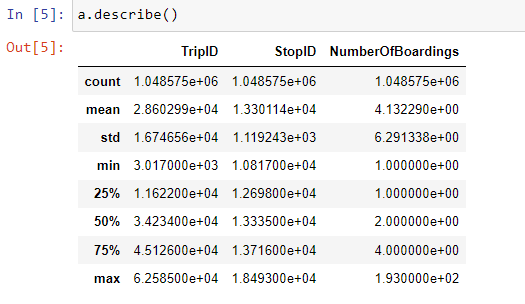 In [5]: a.describe()
Out[5]:
TripID StopID NumberOfBoardings
count 1.048575e+06 1.048575e+06 1.048575e+06
mean 2.860299e+04 1.330114e+04 4.132290e+00
std 1.674656e+04 1.119243e+03 6.291338e+00
min 3.017000e+03 1.081700e+04 1.000000e+00
25% 1.162200e+04 1.269800e+04 1.000000e+00
50% 3.423400e+04 1.333500e+04 2.000000e+00
75% 4.512600e+04 1.371600e+04 4.000000e+00
max 6.258500e+04 1.849300e+04 1.930000e+02